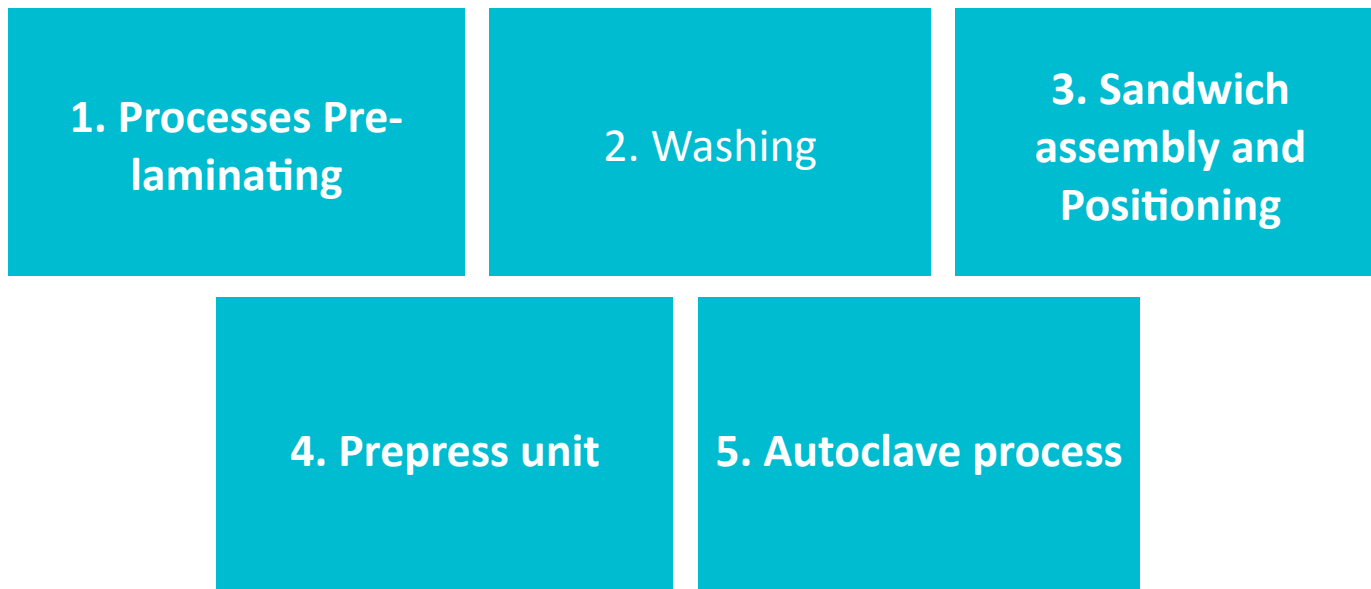 1. Processes Pre-
laminating
2. Washing
3. Sandwich
assembly and
Positioning
4. Prepress unit
5. Autoclave process